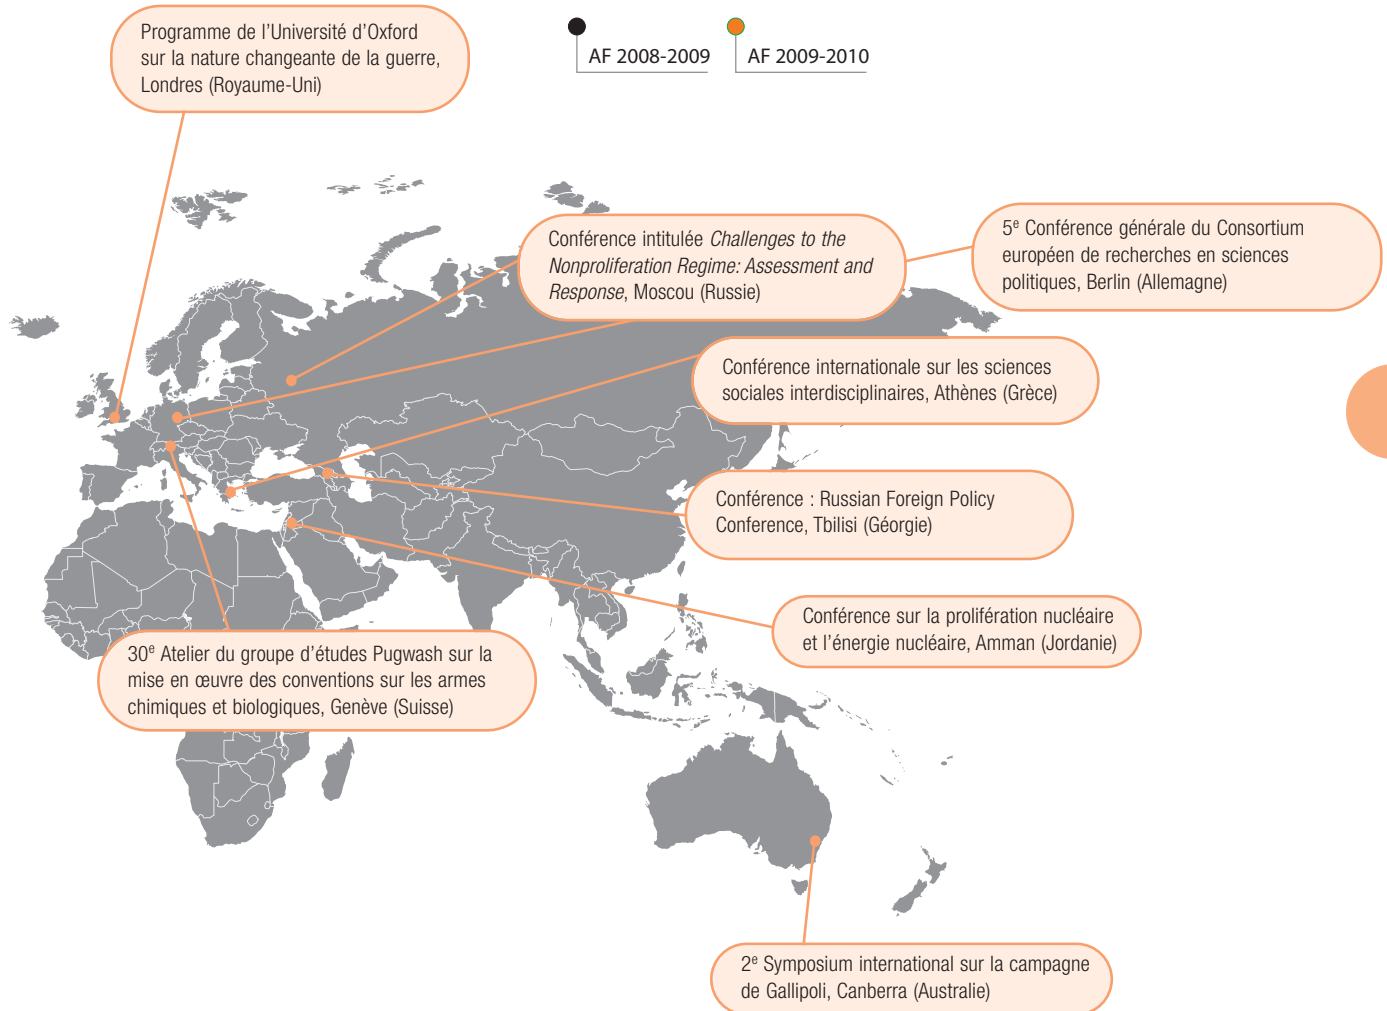 Programme de l’Université d’Oxford
sur la nature changeante de la guerre,
Londres (Royaume-Uni)
AF 2008-2009
AF 2009-2010
Conférence intitulée Challenges to the
Nonproliferation Regime: Assessment and
Response, Moscou (Russie)
5e Conférence générale du Consortium
européen de recherches en sciences
politiques, Berlin (Allemagne)
Conférence internationale sur les sciences
sociales interdisciplinaires, Athènes (Grèce)
Conférence : Russian Foreign Policy
Conference, Tbilisi (Géorgie)
Conférence sur la prolifération nucléaire
et l’énergie nucléaire, Amman (Jordanie)
30e Atelier du groupe d’études Pugwash sur la
mise en œuvre des conventions sur les armes
chimiques et biologiques, Genève (Suisse)
2e Symposium international sur la campagne
de Gallipoli, Canberra (Australie)